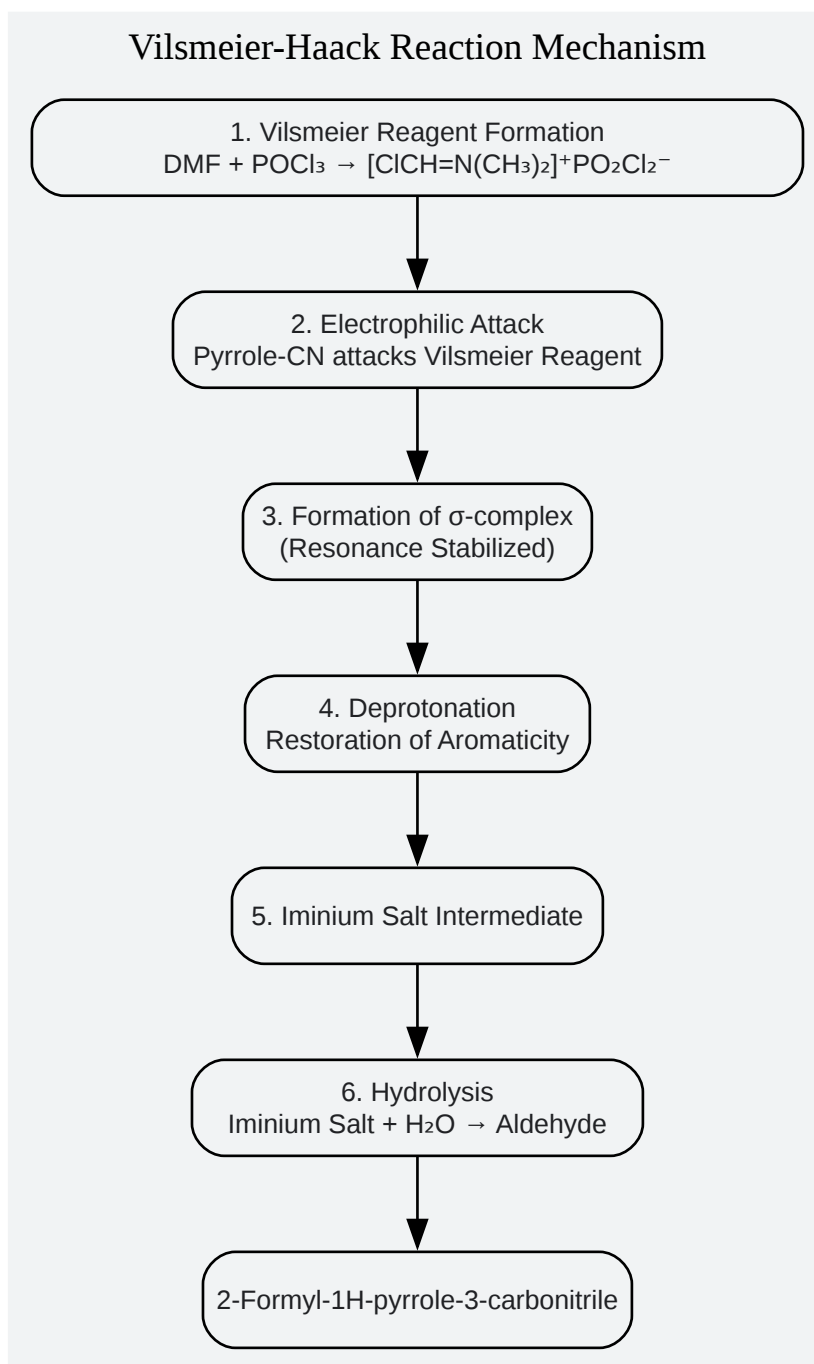 Vilsmeier-Haack Reaction Mechanism
1. Vilsmeier Reagent Formation
DMF + POCl₃ → [ClCH=N(CH₃)₂]⁺PO₂Cl₂⁻
2. Electrophilic Attack
Pyrrole-CN attacks Vilsmeier Reagent
3. Formation of σ-complex
(Resonance Stabilized)
4. Deprotonation
Restoration of Aromaticity
5. Iminium Salt Intermediate
6. Hydrolysis
Iminium Salt + H₂O → Aldehyde
2-Formyl-1H-pyrrole-3-carbonitrile